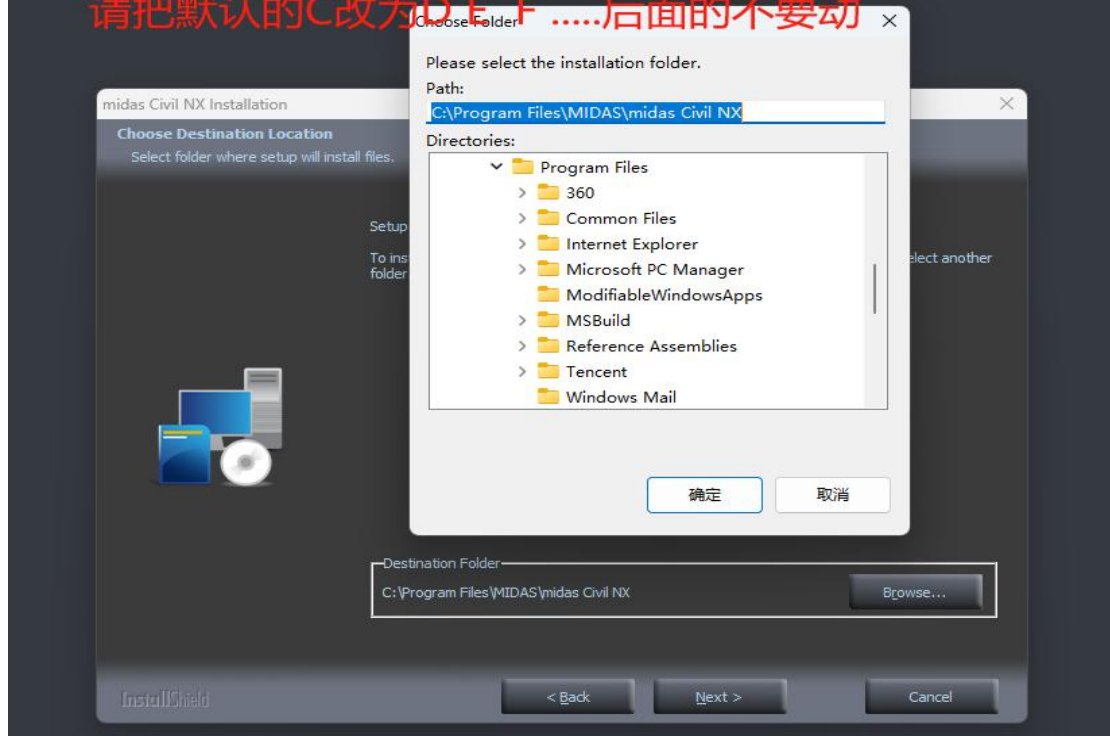 请把默认的C改为D E F .....后面的不要动
Choose Folder
Please select the installation folder.
Path:
C:\Program Files\MIDAS\midas Civil NX
Directories:
Program Files
360
Common Files
Internet Explorer
Microsoft PC Manager
ModifiableWindowsApps
MSBuild
Reference Assemblies
Tencent
Windows Mail
确定
取消
midas Civil NX Installation
Choose Destination Location
Select folder where setup will install files.
Setup
To ins
elect another
folder
Destination Folder
C:\Program Files\MIDAS\midas Civil NX
Browse...
InstallShield
< Back
Next >
Cancel